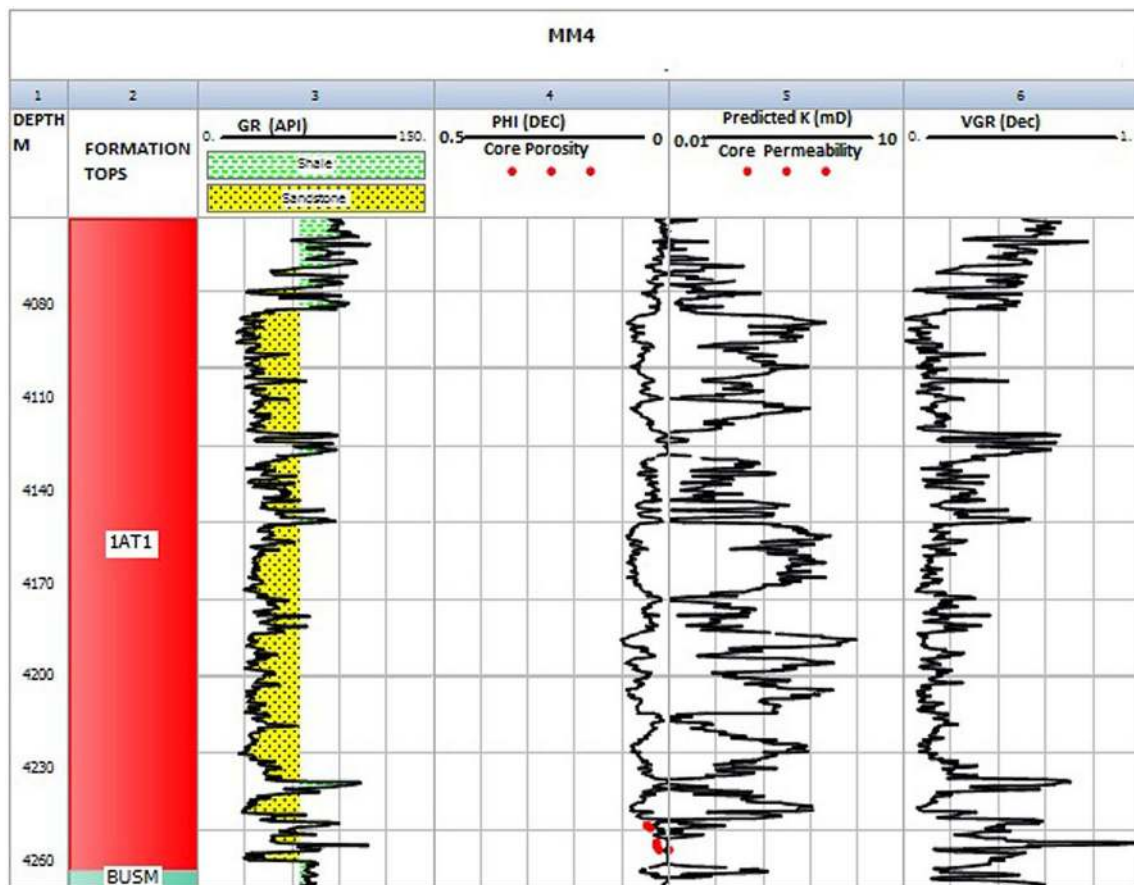 MM4
1 2 3 4 5 6
DEPTH
M
FORMATION
TOPS
GR (API)
0. 150.
Shale
Sandstone
PHI (DEC)
0.5 0
Core Porosity
Predicted K (mD)
0.01 10
Core Permeability
VGR (Dec)
0. 1.
4080
4110
4140
1AT1
4170
4200
4230
4260
BUSM